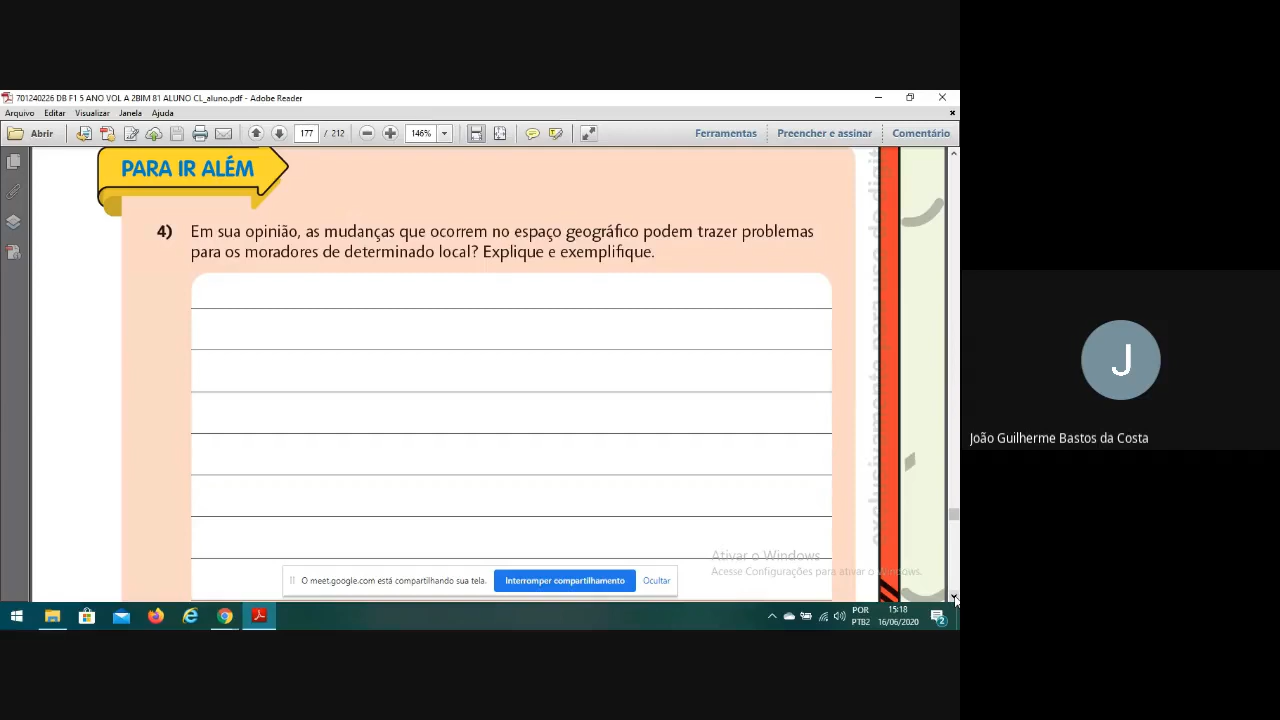 701240226 DB F1 5 ANO VOL A 2BIM 81 ALUNO CL_aluno.pdf - Adobe Reader
Arquivo Editar Visualizar Janela Ajuda
Abrir 177 / 212 146% Ferramentas Preencher e assinar Comentário
PARA IR ALÉM
4) Em sua opinião, as mudanças que ocorrem no espaço geográfico podem trazer problemas
para os moradores de determinado local? Explique e exemplifique.
J
João Guilherme Bastos da Costa
Ativar o Windows
Acesse Configurações para ativar o Windows.
O meet.google.com está compartilhando sua tela. Interromper compartilhamento Ocultar
POR
PTB2
15:18
16/06/2020
2